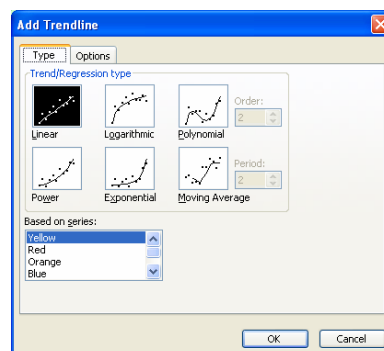 Add Trendline
Type Options
Trend/Regression type
Linear Logarithmic Polynomial
Order:
2
Power Exponential Moving Average
Period:
2
Based on series:
Yellow
Red
Orange
Blue
OK Cancel